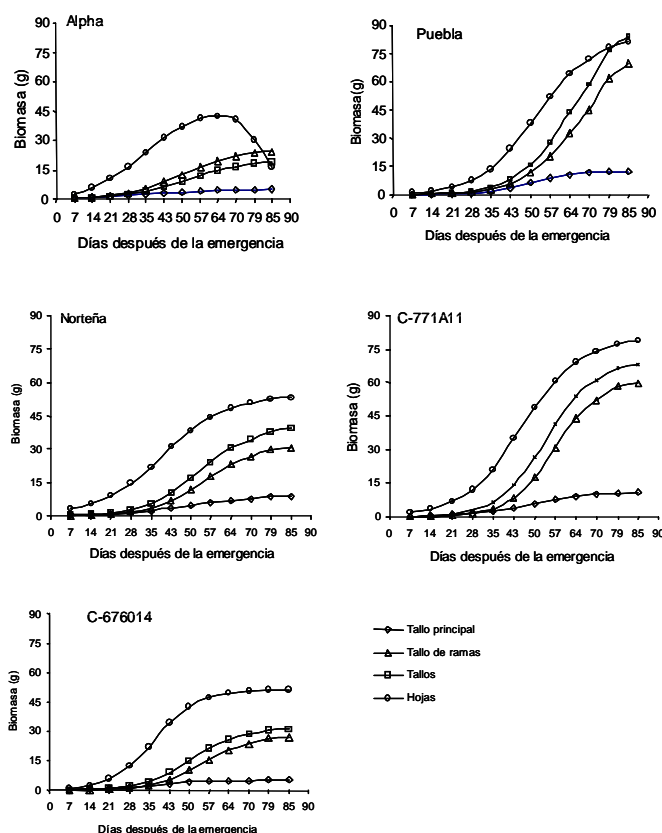 Alpha
Biomasa (g)
90
75
60
45
30
15
0
0 7 14 21 28 35 43 50 57 64 70 79 85 90
Días después de la emergencia
Puebla
Biomasa (g)
90
75
60
45
30
15
0
0 7 14 21 28 35 43 50 57 64 70 79 85 90
Días después de la emergencia
Norteña
Biomasa (g)
90
75
60
45
30
15
0
0 7 14 21 28 35 43 50 57 64 70 79 85 90
Días después de la emergencia
C-771A11
Biomasa (g)
90
75
60
45
30
15
0
0 7 14 21 28 35 43 50 57 64 70 79 85 90
Días después de la emergencia
C-676014
Biomasa (g)
90
75
60
45
30
15
0
0 7 14 21 28 35 43 50 57 64 70 79 85 90
Días después de la emergencia
Tallo principal
Tallo de ramas
Tallos
Hojas